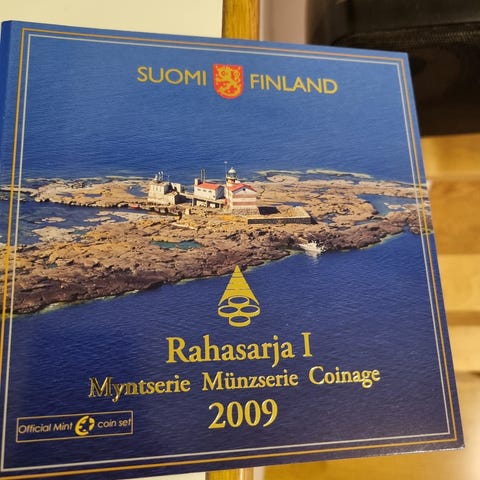 SUOMI FINLAND
Rahasarja I
Myntserie Münzserie Coinage
2009
Official Mint coin set